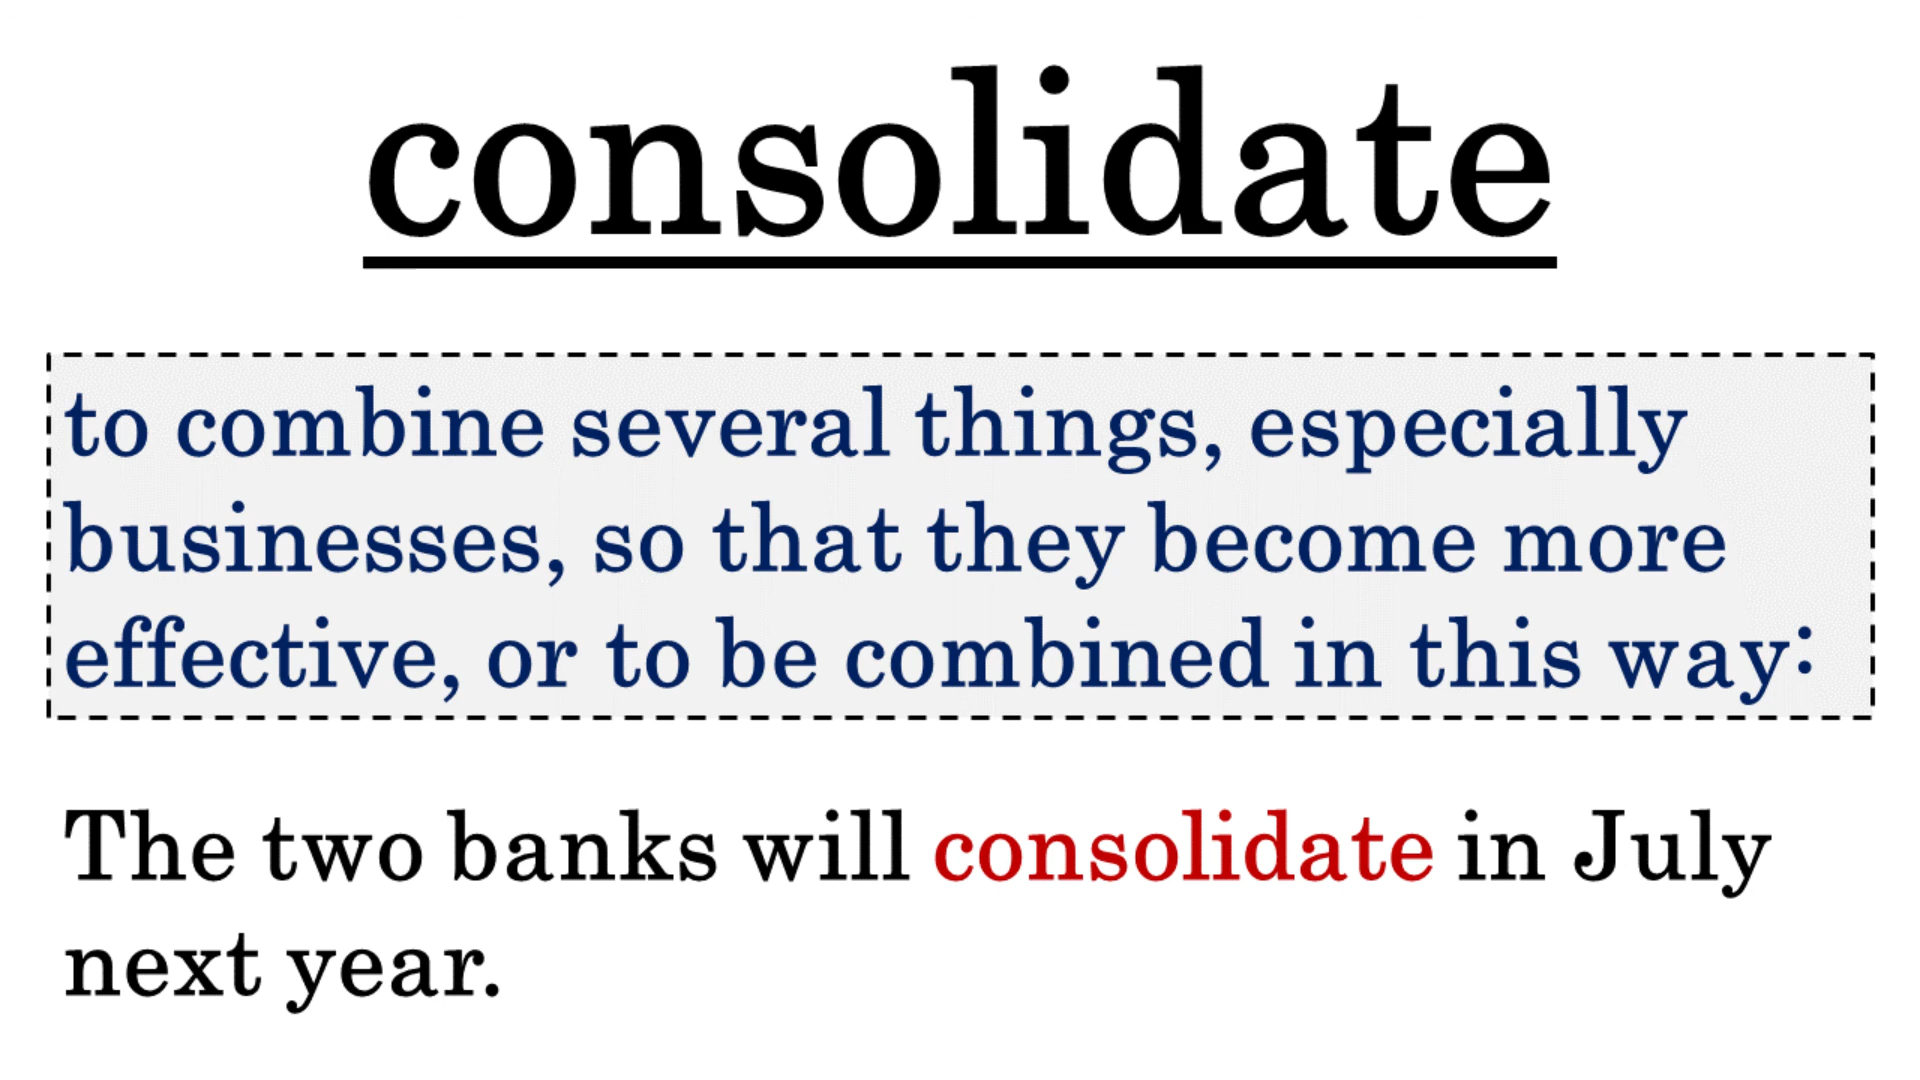 consolidate
to combine several things, especially
businesses, so that they become more
effective, or to be combined in this way:
The two banks will consolidate in July
next year.